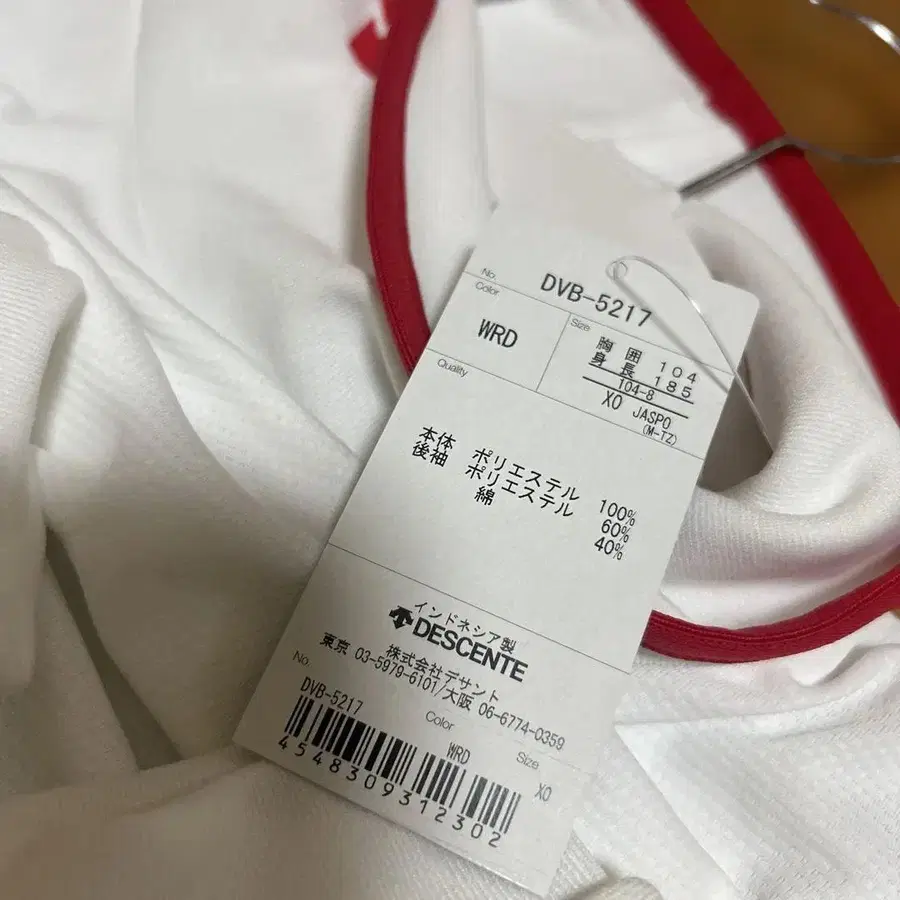 No. DVB-5217
Color WRD
Size 胸囲 104
身長 185
104-8
XO JASPO
(M-TZ)
Quality
本体 ポリエステル 100%
後袖 ポリエステル 60%
綿 40%
インドネシア製
DESCENTE
株式会社デサント
東京 03-5979-6101/大阪 06-6774-0359
No. DVB-5217 Color WRD Size XO
4548309312302